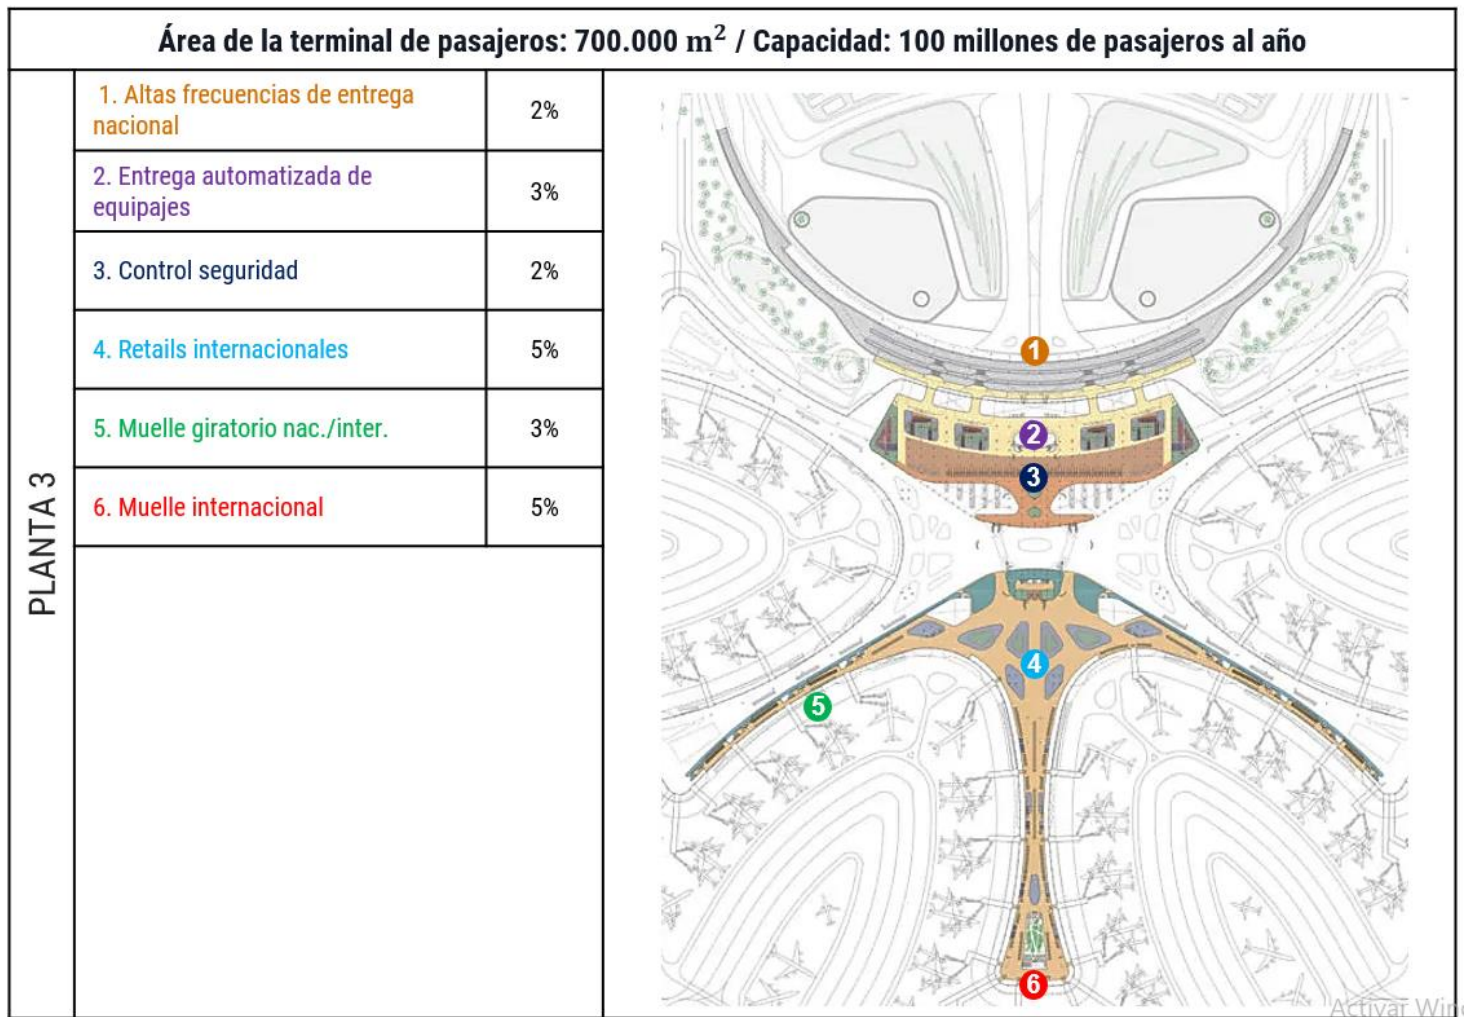 Área de la terminal de pasajeros: 700.000 m² / Capacidad: 100 millones de pasajeros al año
PLANTA 3
1. Altas frecuencias de entrega
nacional
2%
2. Entrega automatizada de
equipajes
3%
3. Control seguridad
2%
4. Retails internacionales
5%
5. Muelle giratorio nac./inter.
3%
6. Muelle internacional
5%
1
2
3
4
5
6
Activar Win